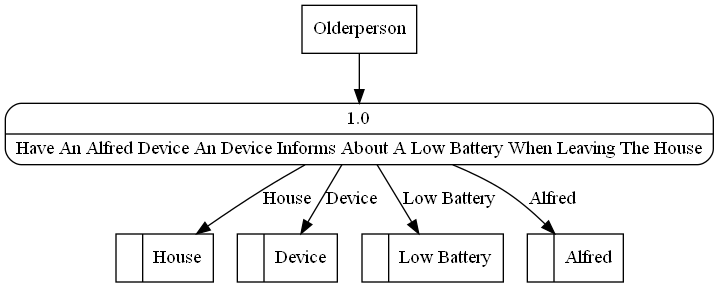 Olderperson
1.0
Have An Alfred Device An Device Informs About A Low Battery When Leaving The House
House Device Low Battery Alfred
House Device Low Battery Alfred